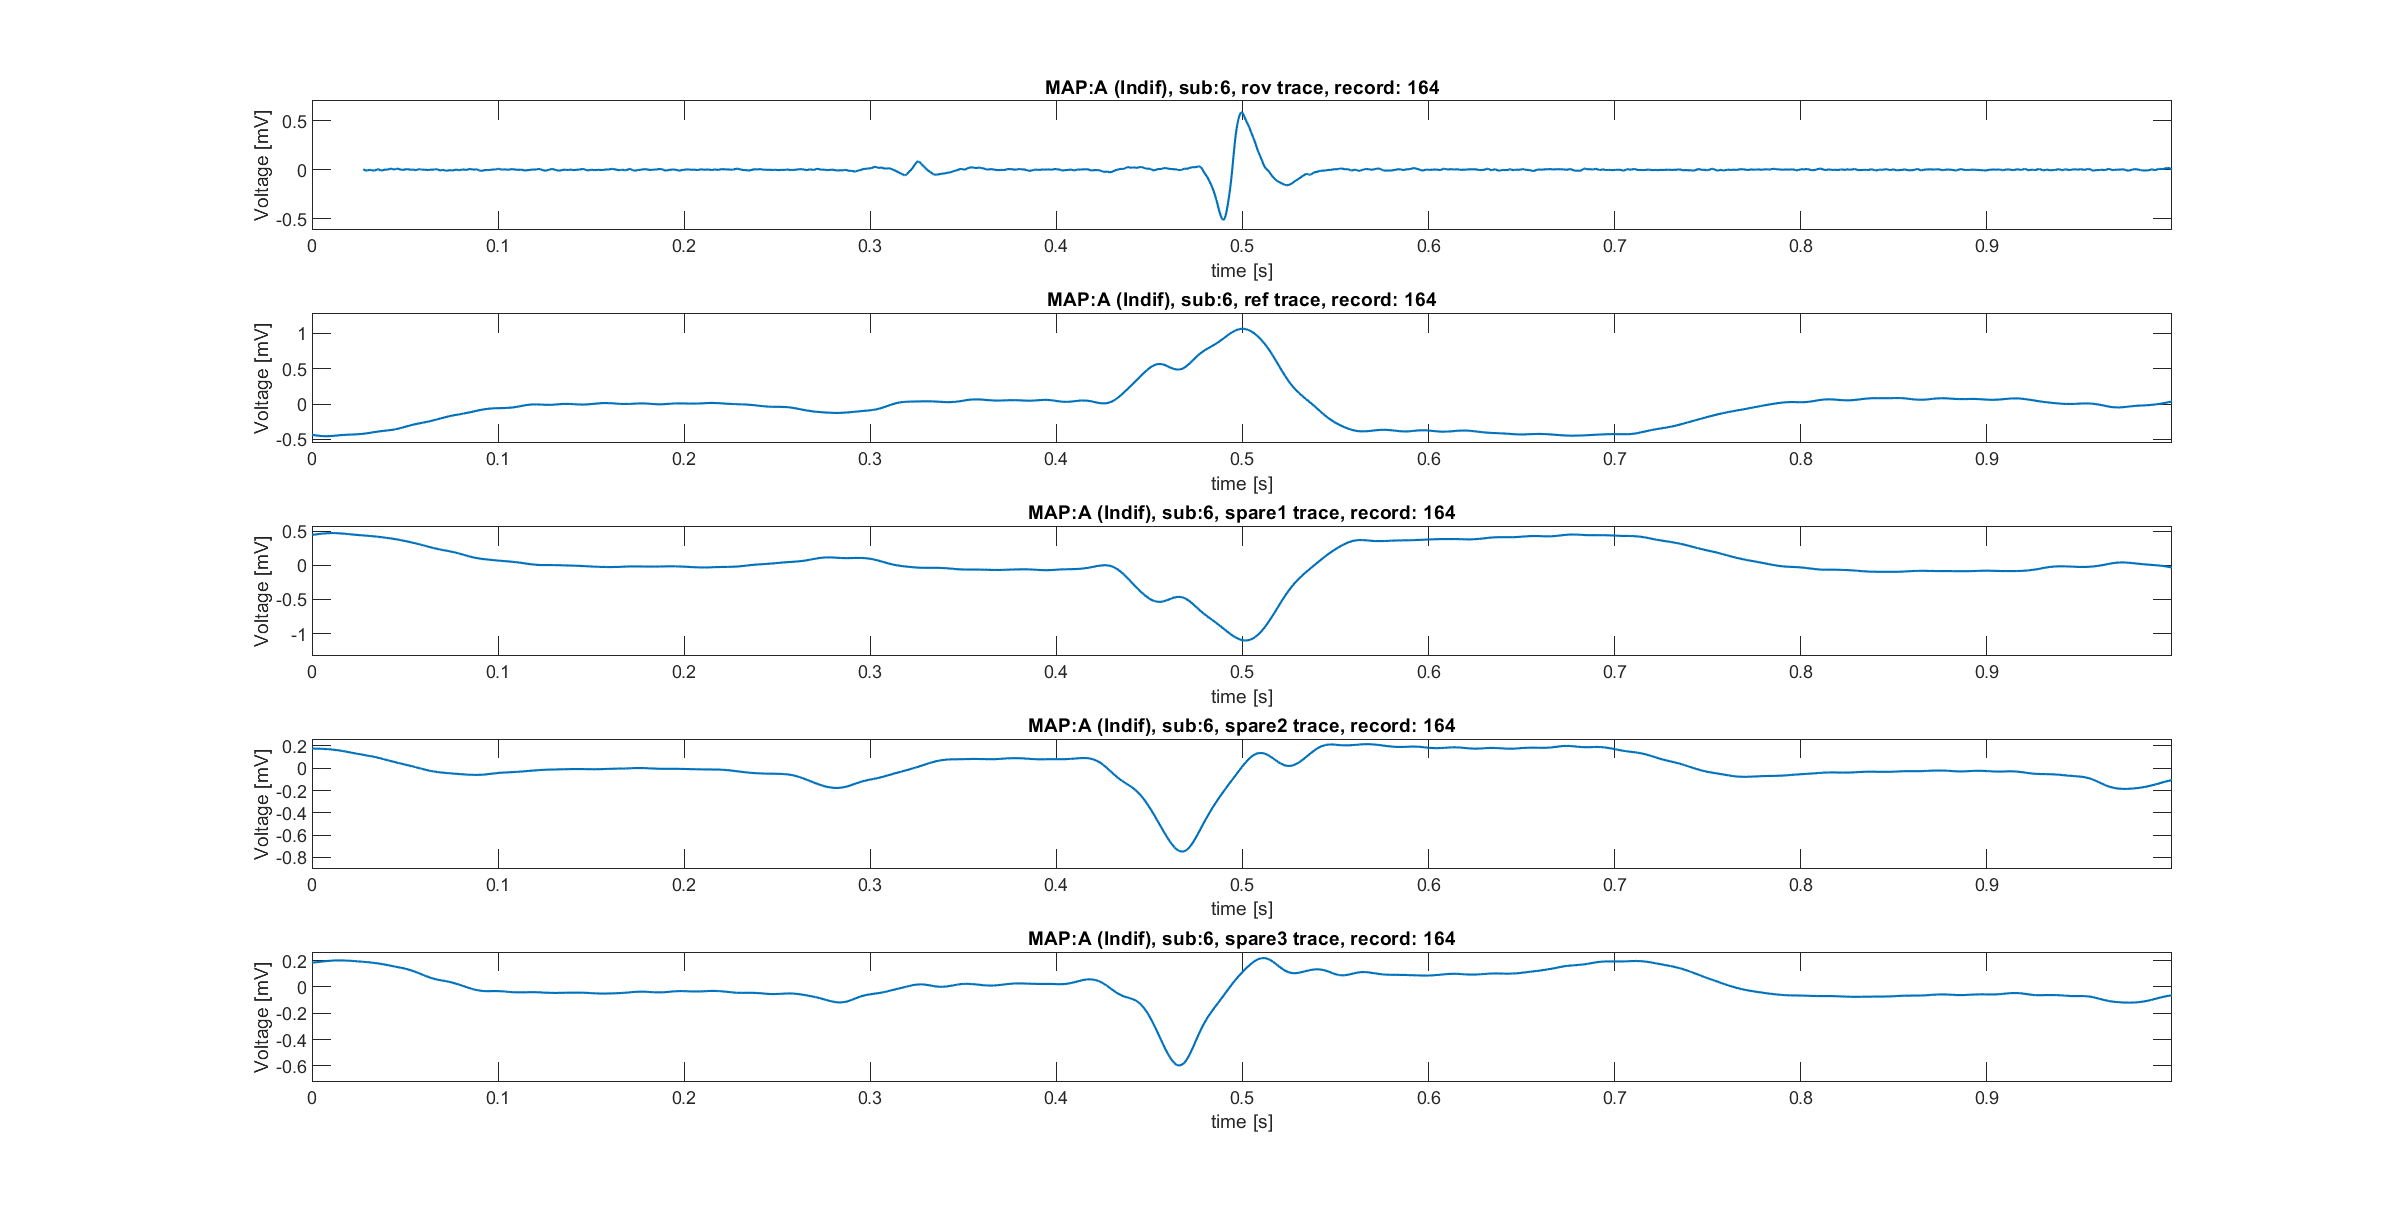 MAP:A (Indif), sub:6, rov trace, record: 164
Voltage [mV]
0.5
0
-0.5
0 0.1 0.2 0.3 0.4 0.5 0.6 0.7 0.8 0.9
time [s]
MAP:A (Indif), sub:6, ref trace, record: 164
Voltage [mV]
1
0.5
0
-0.5
0 0.1 0.2 0.3 0.4 0.5 0.6 0.7 0.8 0.9
time [s]
MAP:A (Indif), sub:6, spare1 trace, record: 164
Voltage [mV]
0.5
0
-0.5
-1
0 0.1 0.2 0.3 0.4 0.5 0.6 0.7 0.8 0.9
time [s]
MAP:A (Indif), sub:6, spare2 trace, record: 164
Voltage [mV]
0.2
0
-0.2
-0.4
-0.6
-0.8
0 0.1 0.2 0.3 0.4 0.5 0.6 0.7 0.8 0.9
time [s]
MAP:A (Indif), sub:6, spare3 trace, record: 164
Voltage [mV]
0.2
0
-0.2
-0.4
-0.6
0 0.1 0.2 0.3 0.4 0.5 0.6 0.7 0.8 0.9
time [s]